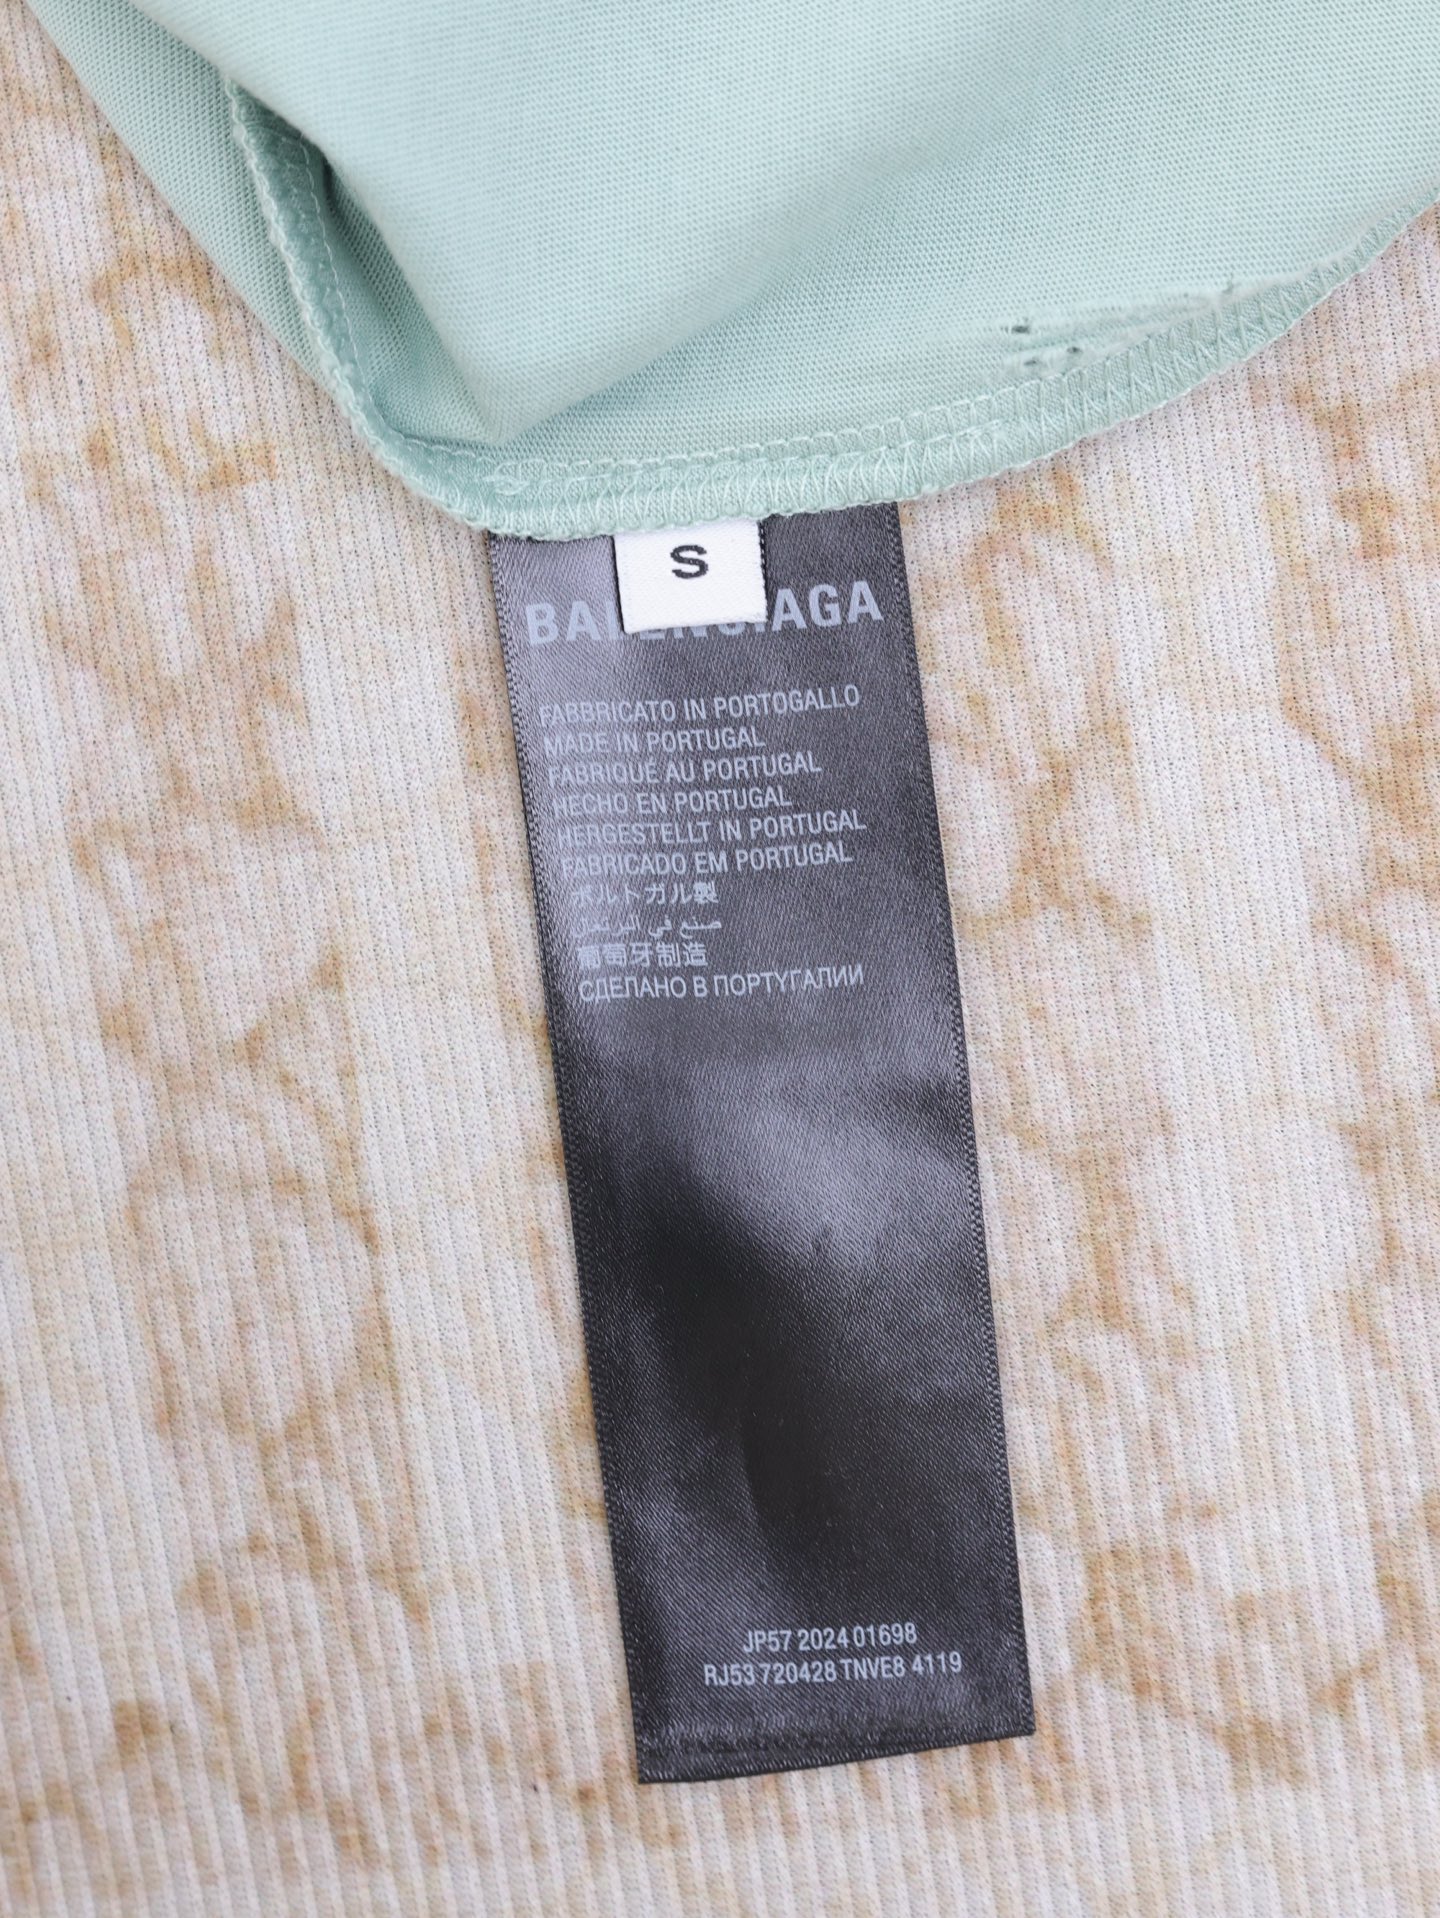 S
BALENCIAGA
FABBRICATO IN PORTOGALLO
MADE IN PORTUGAL
FABRIQUÉ AU PORTUGAL
HECHO EN PORTUGAL
HERGESTELLT IN PORTUGAL
FABRICADO EM PORTUGAL
ポルトガル製
صنع في
葡萄牙制造
СДЕЛАНО В ПОРТУГАЛИИ
JP57 2024 01698
RJ53 720428 TNVE8 4119